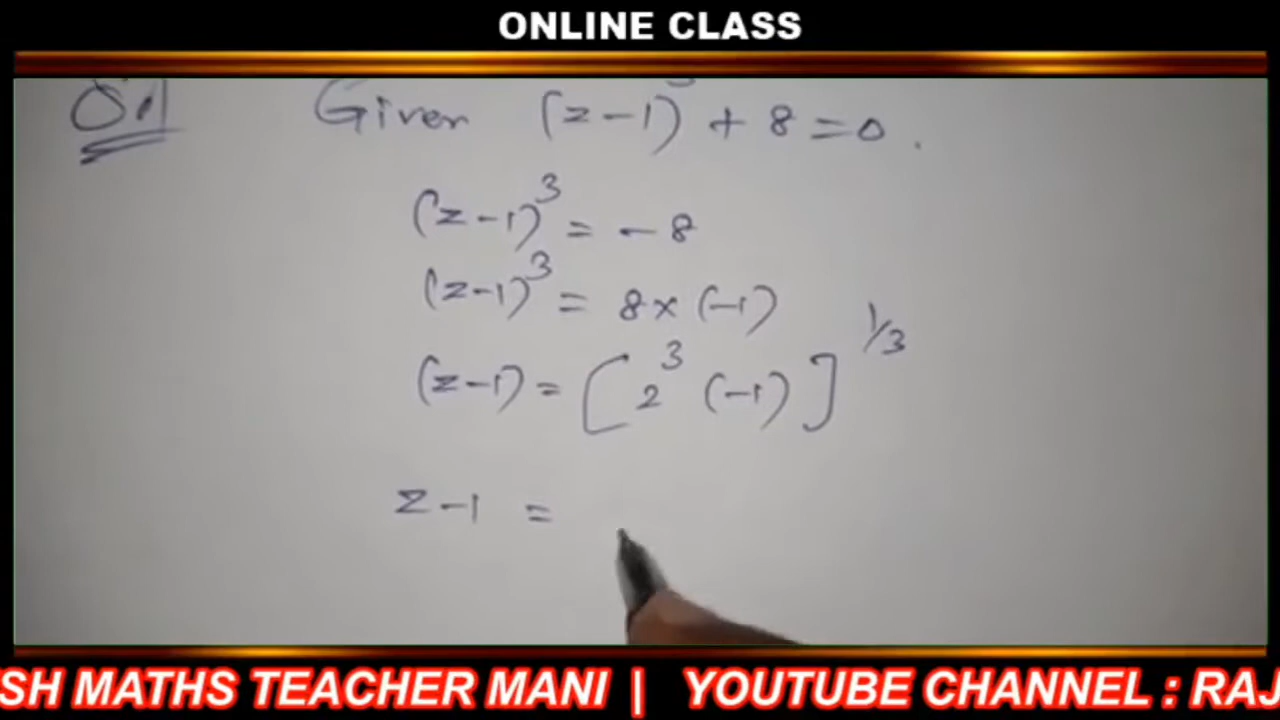 ONLINE CLASS
Soln Given (z-1)³ + 8 = 0.
(z-1)³ = -8
(z-1)³ = 8 × (-1)
(z-1) = [2³ (-1)]^1/3
z-1 =
SH MATHS TEACHER MANI | YOUTUBE CHANNEL : RAJ